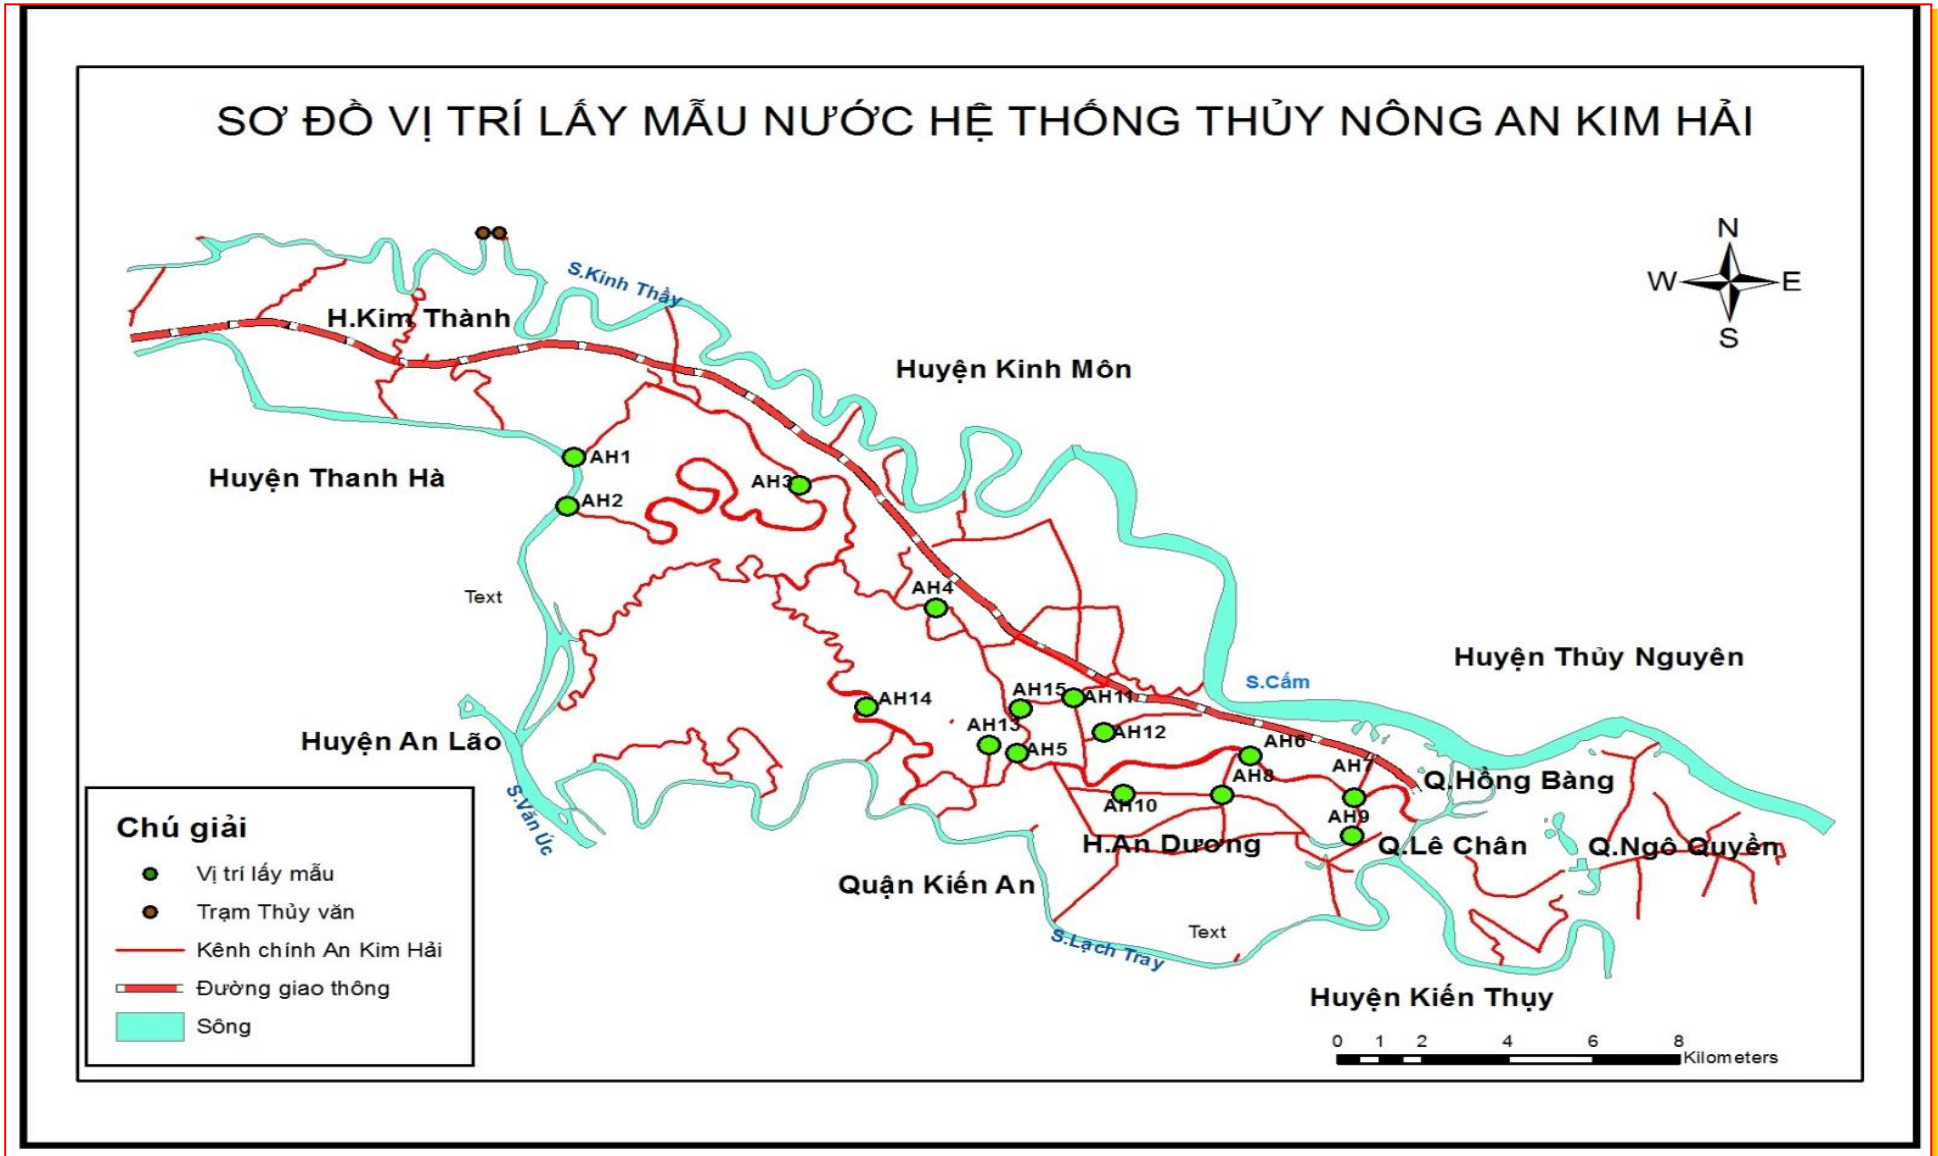 SƠ ĐỒ VỊ TRÍ LẤY MẪU NƯỚC HỆ THỐNG THỦY NÔNG AN KIM HẢI
N
W E
S
S.Kinh Thầy
H.Kim Thành
Huyện Kinh Môn
AH1
Huyện Thanh Hà
AH3
AH2
AH4
Text
Huyện Thủy Nguyên
S.Cấm
AH15
AH11
AH14
AH13
AH12
Huyện An Lão
AH5
AH6
AH7
AH8
Q.Hồng Bàng
S.Văn Úc
AH10
AH9
H.An Dương
Q.Lê Chân
Q.Ngô Quyền
Quận Kiến An
Text
S.Lạch Tray
Huyện Kiến Thụy
Chú giải
Vị trí lấy mẫu
Trạm Thủy văn
Kênh chính An Kim Hải
Đường giao thông
Sông
0 1 2 4 6 8
Kilometers